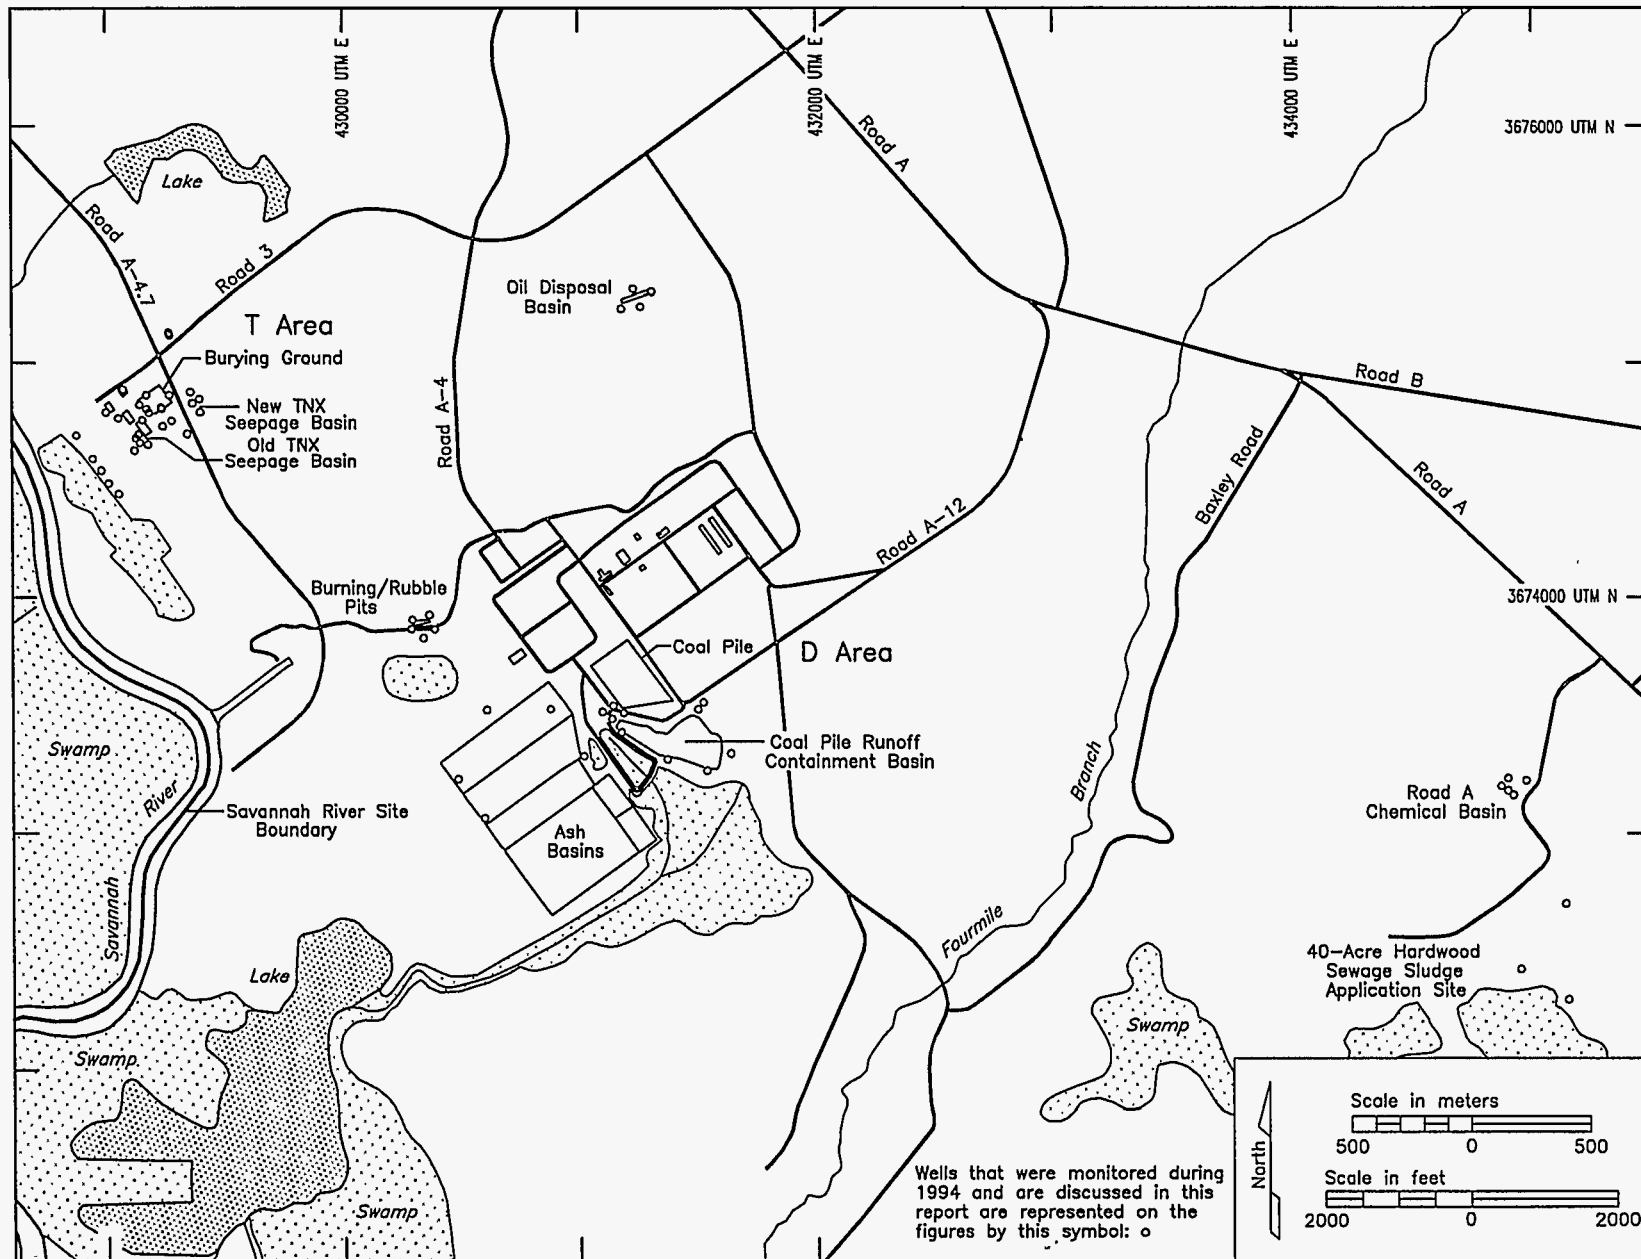 430000 UTM E
432000 UTM E
434000 UTM E
3676000 UTM N
Road A
Lake
Road A-4.7
Road 3
Oil Disposal
Basin
T Area
Burying Ground
New TNX
Seepage Basin
Old TNX
Seepage Basin
Road A-4
Road B
Baxley Road
Road A
Road A-12
Burning/Rubble
Pits
3674000 UTM N
Coal Pile
D Area
Swamp
River
Savannah
Coal Pile Runoff
Containment Basin
Branch
Fourmile
Savannah River Site
Boundary
Ash
Basins
Road A
Chemical Basin
Lake
40-Acre Hardwood
Sewage Sludge
Application Site
Swamp
Swamp
Swamp
Wells that were monitored during
1994 and are discussed in this
report are represented on the
figures by this symbol: o
North
Scale in meters
500 0 500
Scale in feet
2000 0 2000